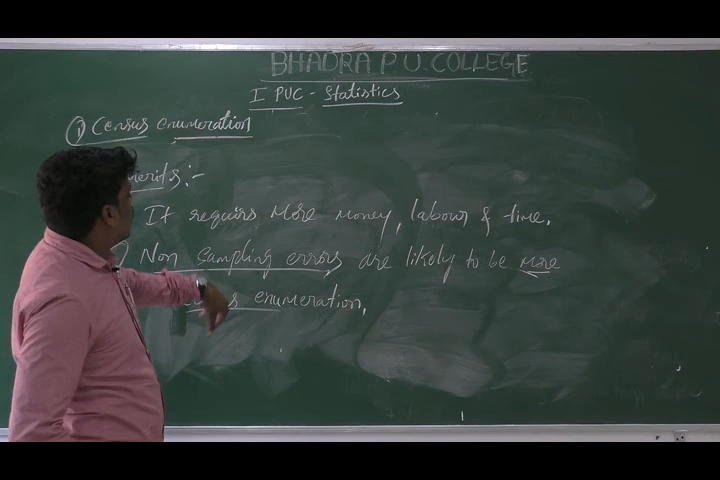 BHADRA P.U. COLLEGE
I PUC - Statistics
① Census enumeration
merits :-
It requirs More money, labour & time.
) Non sampling errors are likely to be more
enumeration.